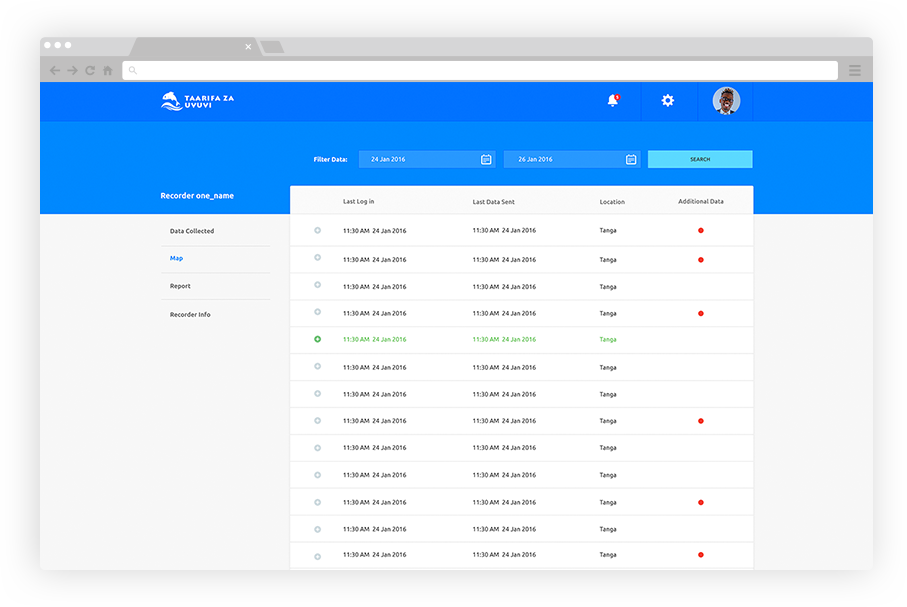 TAARIFA ZA
UVUVI
Filter Data: 24 Jan 2016 26 Jan 2016 SEARCH
Recorder one_name
Data Collected
Map
Report
Recorder Info
Last Log in Last Data Sent Location Additional Data
11:30 AM 24 Jan 2016 11:30 AM 24 Jan 2016 Tanga
11:30 AM 24 Jan 2016 11:30 AM 24 Jan 2016 Tanga
11:30 AM 24 Jan 2016 11:30 AM 24 Jan 2016 Tanga
11:30 AM 24 Jan 2016 11:30 AM 24 Jan 2016 Tanga
11:30 AM 24 Jan 2016 11:30 AM 24 Jan 2016 Tanga
11:30 AM 24 Jan 2016 11:30 AM 24 Jan 2016 Tanga
11:30 AM 24 Jan 2016 11:30 AM 24 Jan 2016 Tanga
11:30 AM 24 Jan 2016 11:30 AM 24 Jan 2016 Tanga
11:30 AM 24 Jan 2016 11:30 AM 24 Jan 2016 Tanga
11:30 AM 24 Jan 2016 11:30 AM 24 Jan 2016 Tanga
11:30 AM 24 Jan 2016 11:30 AM 24 Jan 2016 Tanga
11:30 AM 24 Jan 2016 11:30 AM 24 Jan 2016 Tanga
11:30 AM 24 Jan 2016 11:30 AM 24 Jan 2016 Tanga